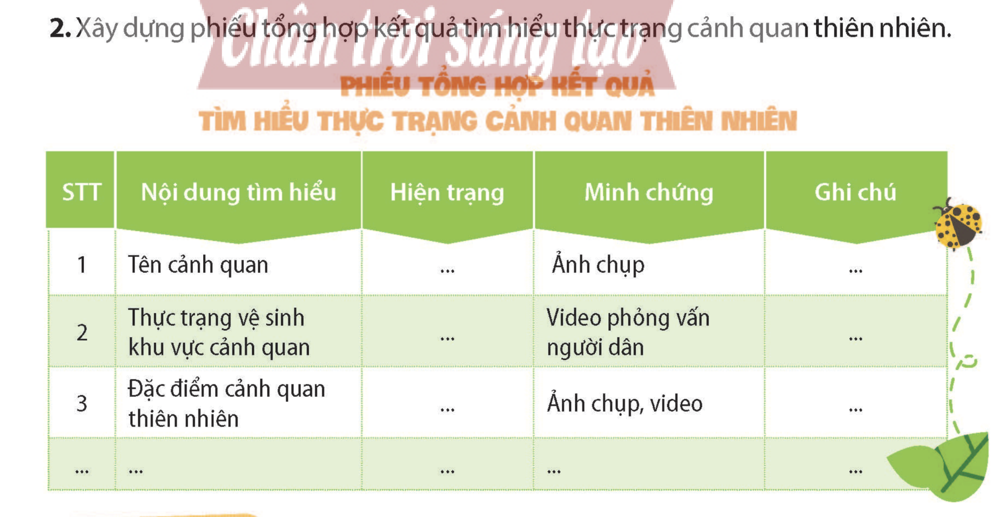 Chân trời sáng tạo
2. Xây dựng phiếu tổng hợp kết quả tìm hiểu thực trạng cảnh quan thiên nhiên.
PHIẾU TỔNG HỢP KẾT QUẢ
TÌM HIỂU THỰC TRẠNG CẢNH QUAN THIÊN NHIÊN
STT Nội dung tìm hiểu Hiện trạng Minh chứng Ghi chú
1 Tên cảnh quan ... Ảnh chụp ...
2 Thực trạng vệ sinh khu vực cảnh quan ... Video phỏng vấn người dân ...
3 Đặc điểm cảnh quan thiên nhiên ... Ảnh chụp, video ...
... ... ... ... ...